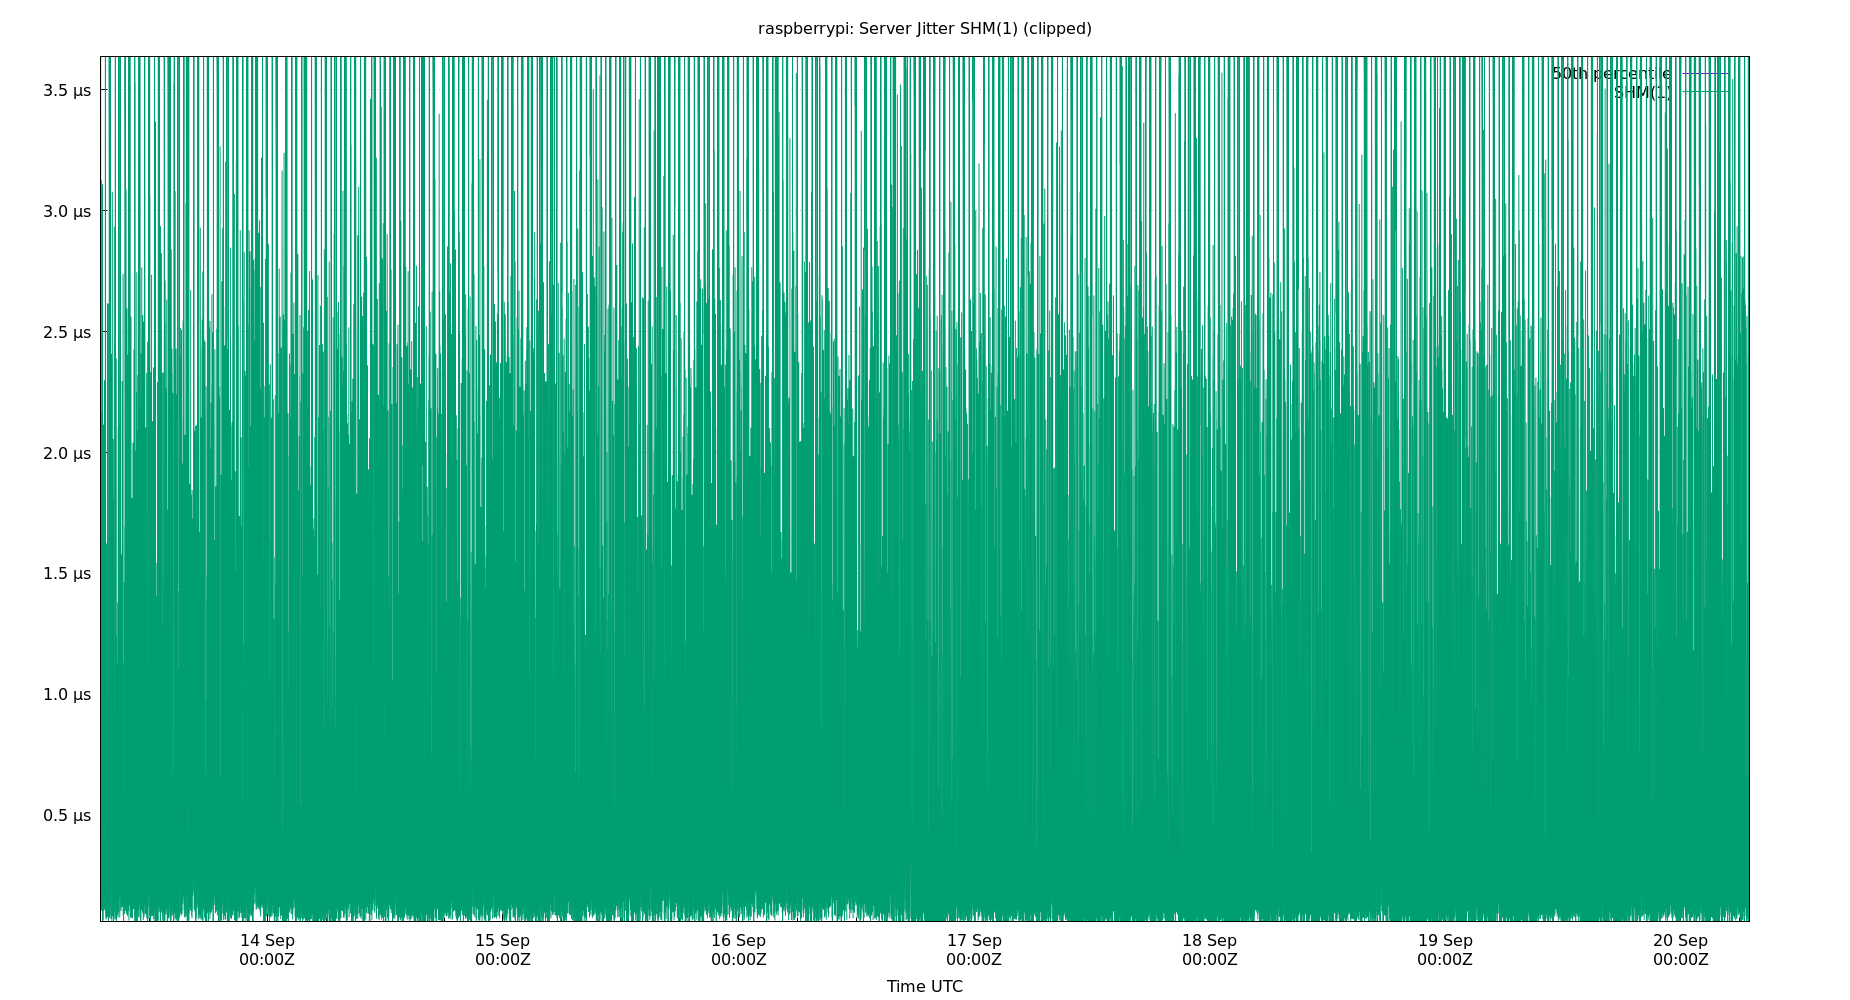 raspberrypi: Server Jitter SHM(1) (clipped)
50th percentile
SHM(1)
3.5 µs
3.0 µs
2.5 µs
2.0 µs
1.5 µs
1.0 µs
0.5 µs
14 Sep 15 Sep 16 Sep 17 Sep 18 Sep 19 Sep 20 Sep
00:00Z 00:00Z 00:00Z 00:00Z 00:00Z 00:00Z 00:00Z
Time UTC